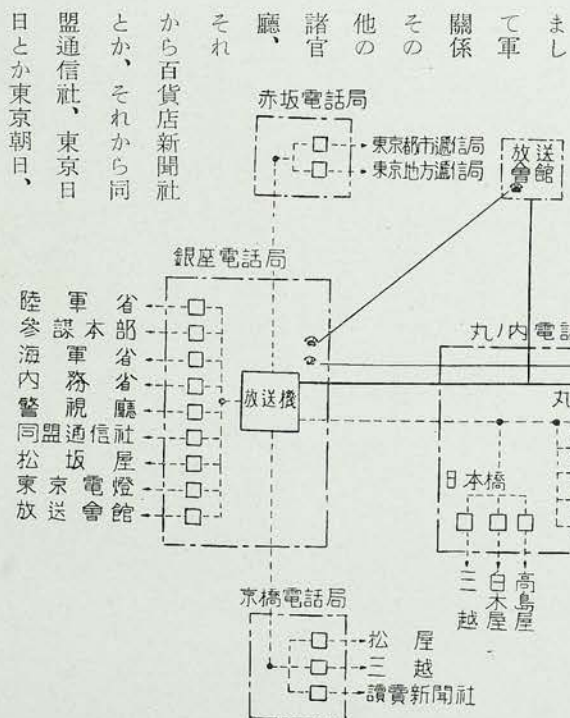 まし
て軍
關係
その
他の
諸官
廳、
それ
から百貨店新聞社
とか、それから同
盟通信社、東京日
日とか東京朝日、
赤坂電話局
東京都市遞信局
東京地方遞信局
放送
會館
銀座電話局
陸軍省
參謀本部
海軍省
内務省
警視廳
同盟通信社
松坂屋
東京電燈
放送會館
放送機
丸ノ内電話
丸
日本橋
三越
白木屋
高島屋
京橋電話局
松屋
三越
讀賣新聞社